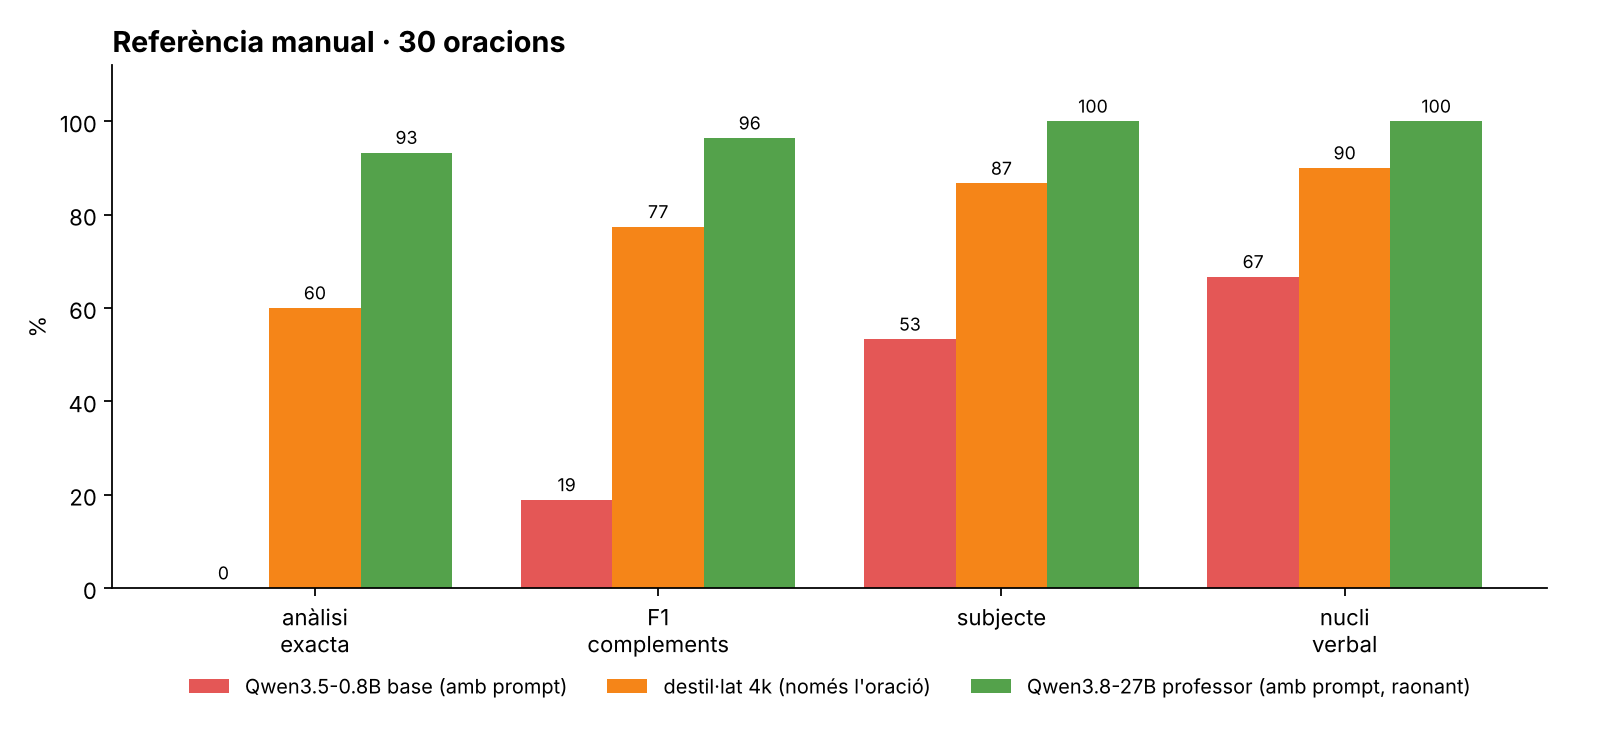 Referència manual · 30 oracions
%
100
80
60
40
20
0
0
60
93
19
77
96
53
87
100
67
90
100
anàlisi
exacta
F1
complements
subjecte
nucli
verbal
Qwen3.5-0.8B base (amb prompt)
destil·lat 4k (només l'oració)
Qwen3.8-27B professor (amb prompt, raonant)